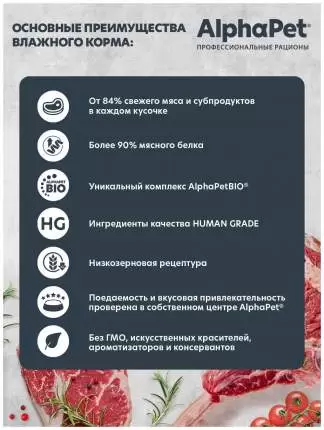 ОСНОВНЫЕ ПРЕИМУЩЕСТВА
ВЛАЖНОГО КОРМА:
AlphaPet®
ПРОФЕССИОНАЛЬНЫЕ РАЦИОНЫ
От 84% свежего мяса и субпродуктов
в каждом кусочке
Более 90% мясного белка
ALPHAPET
BIO
Уникальный комплекс AlphaPetBIO®
HG
Ингредиенты качества HUMAN GRADE
Низкозерновая рецептура
Поедаемость и вкусовая привлекательность
проверена в собственном центре AlphaPet®
Без ГМО, искусственных красителей,
ароматизаторов и консервантов